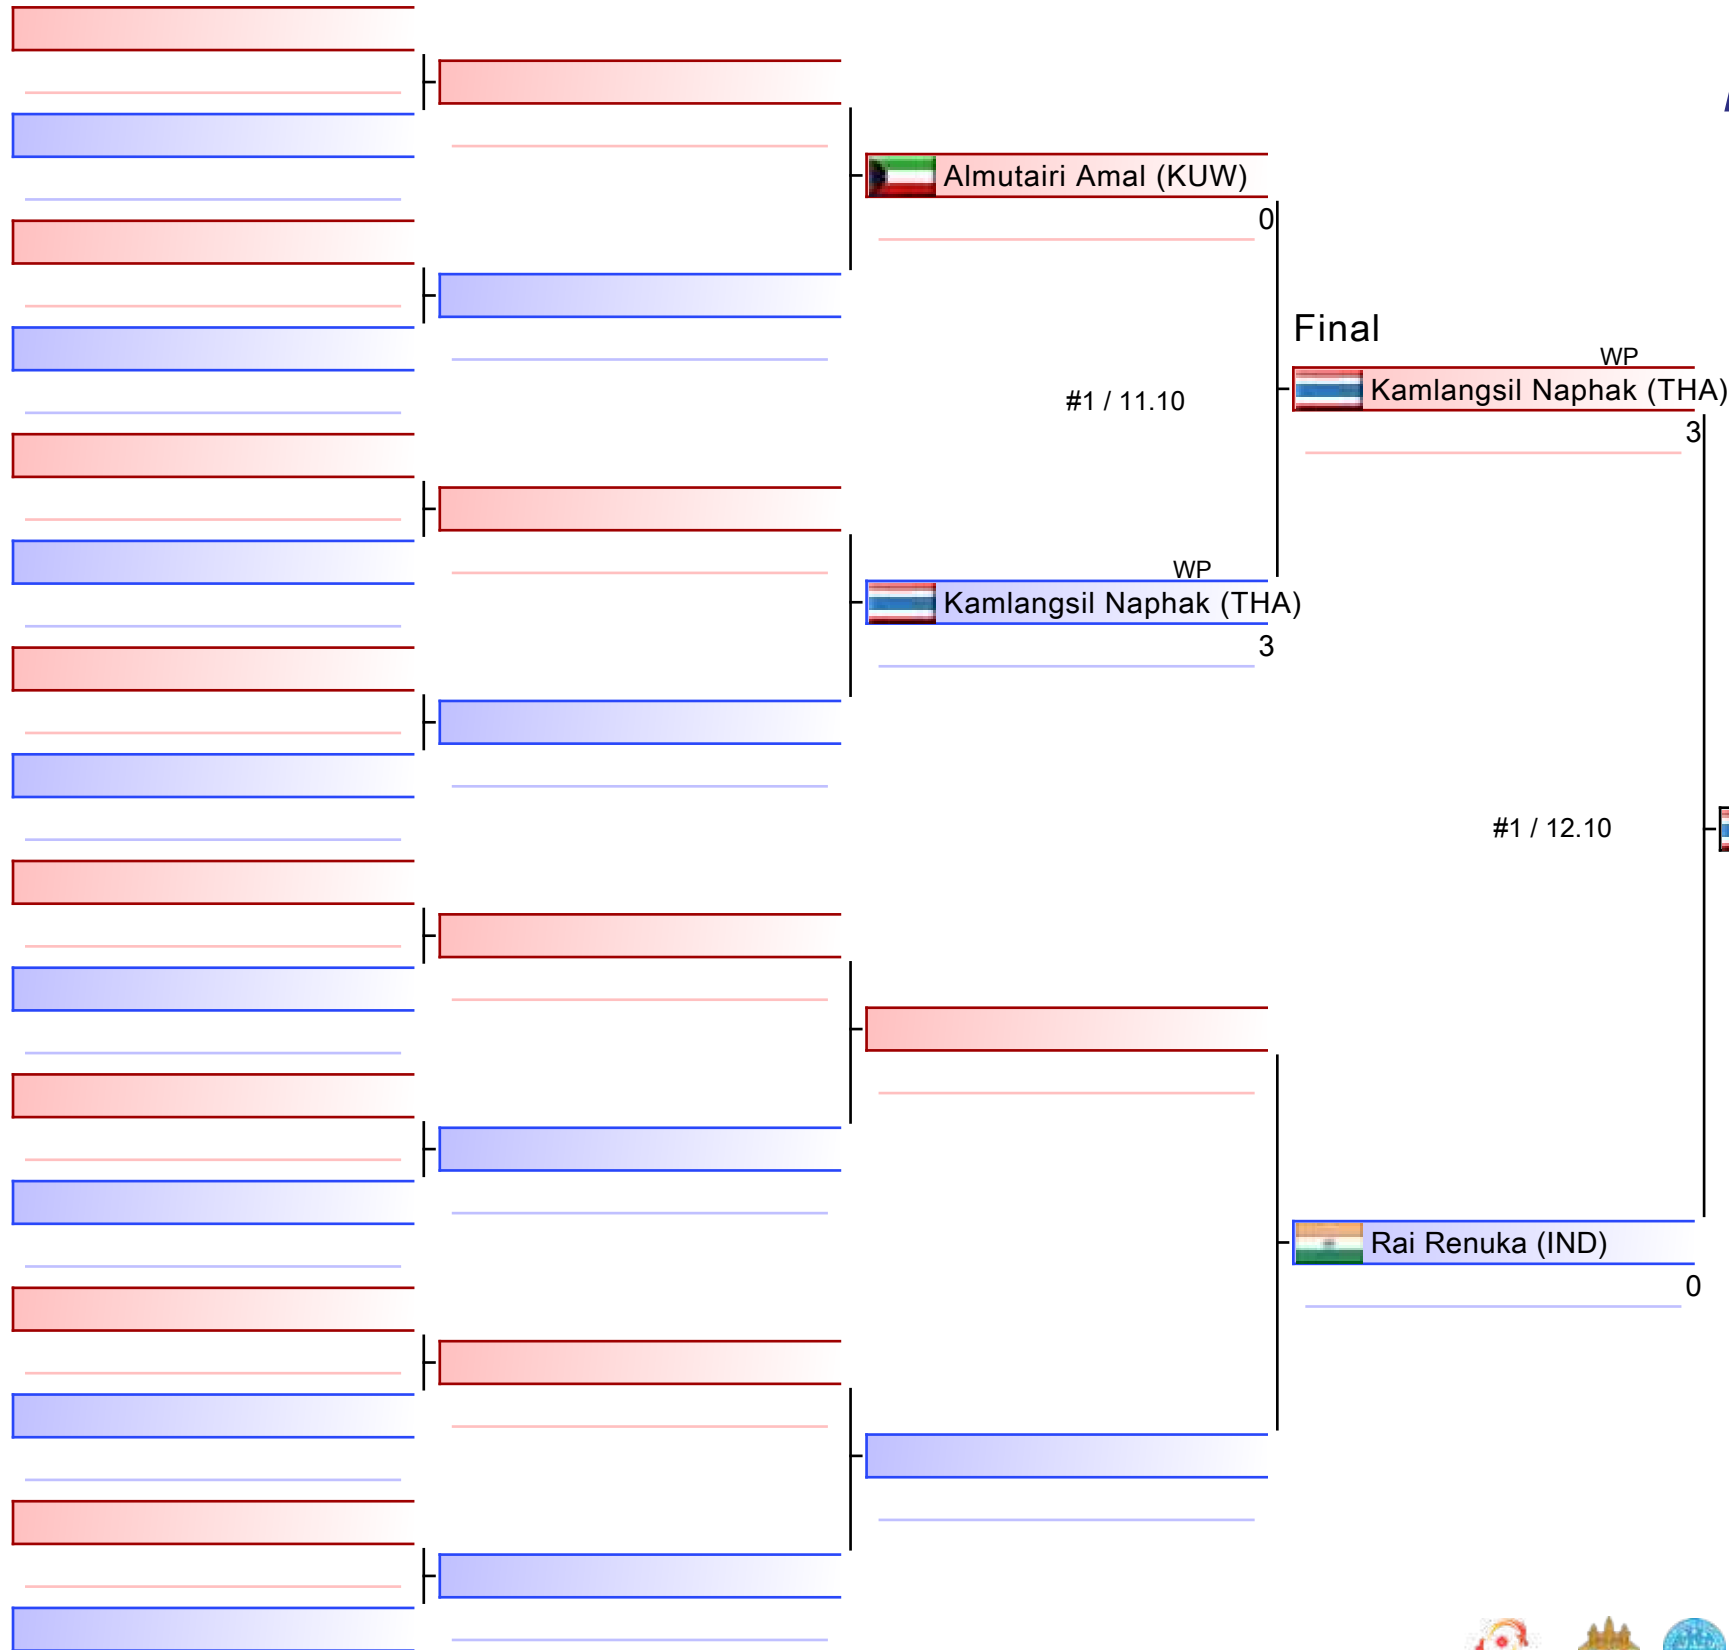 Almutairi Amal (KUW)
0
Final
WP
Kamlangsil Naphak (THA)
#1 / 11.10
3
WP
Kamlangsil Naphak (THA)
3
#1 / 12.10
Rai Renuka (IND)
0